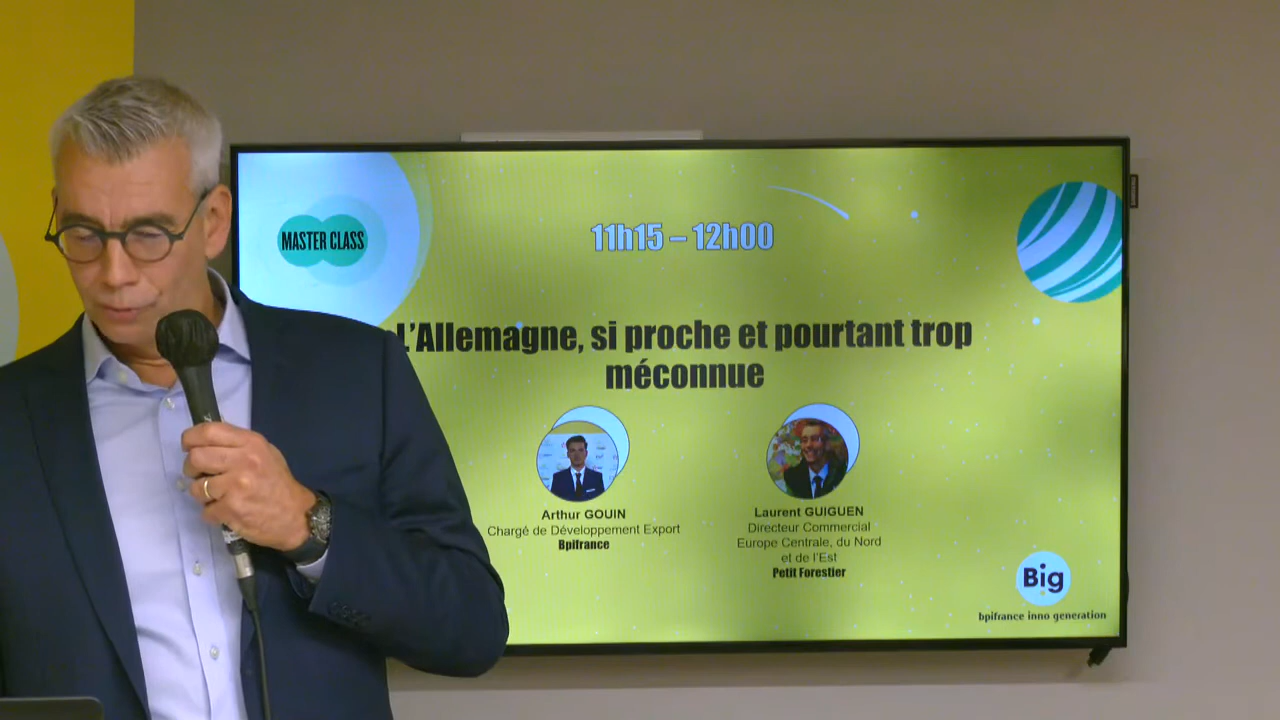 MASTER CLASS
11h15 – 12h00
L'Allemagne, si proche et pourtant trop
méconnue
Arthur GOUIN
Chargé de Développement Export
Bpifrance
Laurent GUIGUEN
Directeur Commercial
Europe Centrale, du Nord
et de l'Est
Petit Forestier
Big
bpifrance inno generation